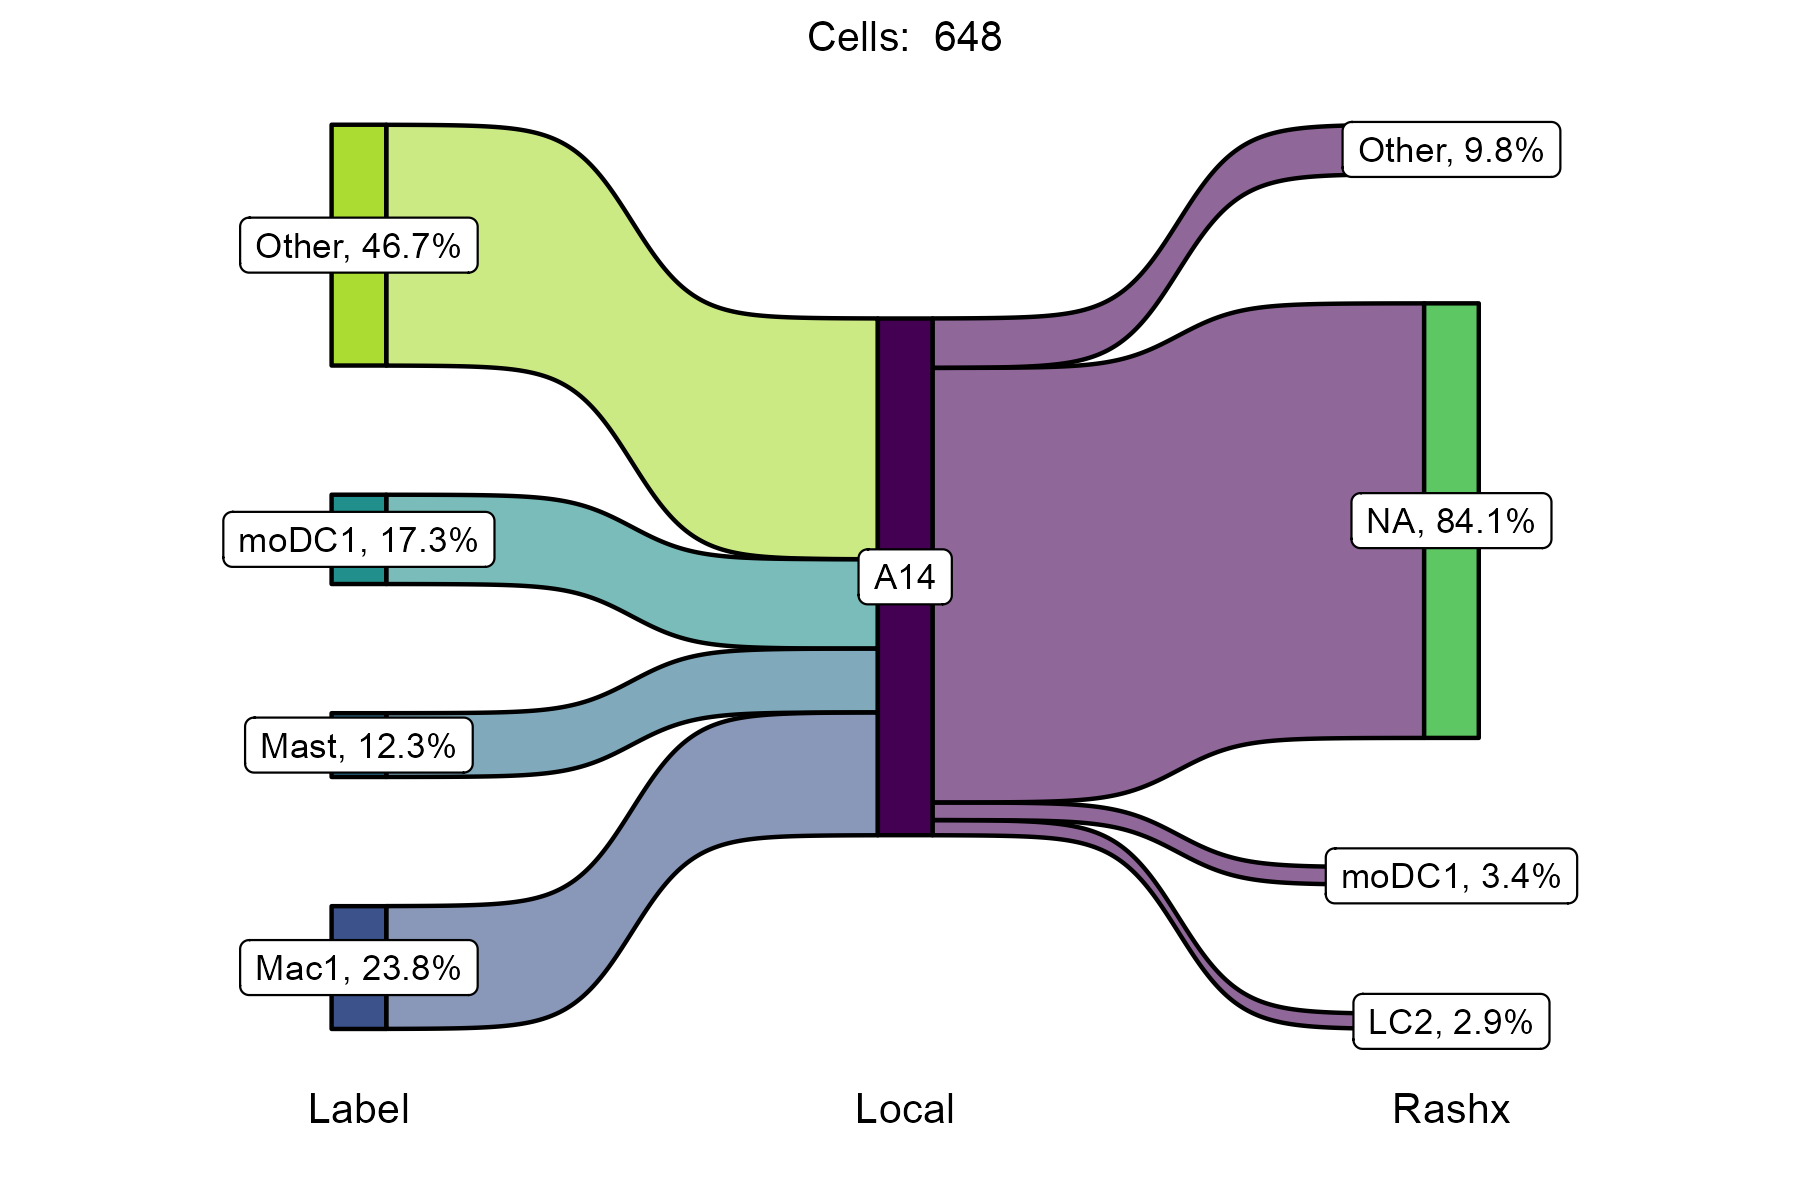 Cells:  648
Other, 46.7%
moDC1, 17.3%
Mast, 12.3%
Mac1, 23.8%
A14
Other, 9.8%
NA, 84.1%
moDC1, 3.4%
LC2, 2.9%
Label
Local
Rashx